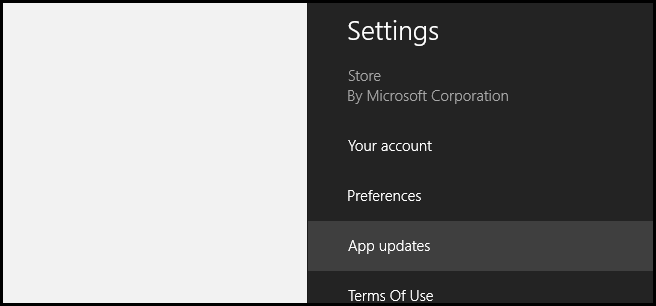 Settings
Store
By Microsoft Corporation
Your account
Preferences
App updates
Terms Of Use